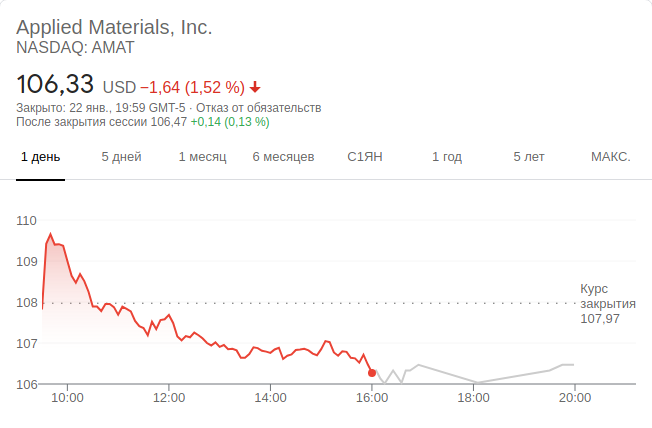 Applied Materials, Inc.
NASDAQ: AMAT
106,33 USD −1,64 (1,52 %)
Закрыто: 22 янв., 19:59 GMT-5 · Отказ от обязательств
После закрытия сессии 106,47 +0,14 (0,13 %)
1 день 5 дней 1 месяц 6 месяцев С1ЯН 1 год 5 лет МАКС.
110
109
108
107
106
Курс
закрытия
107,97
10:00 12:00 14:00 16:00 18:00 20:00